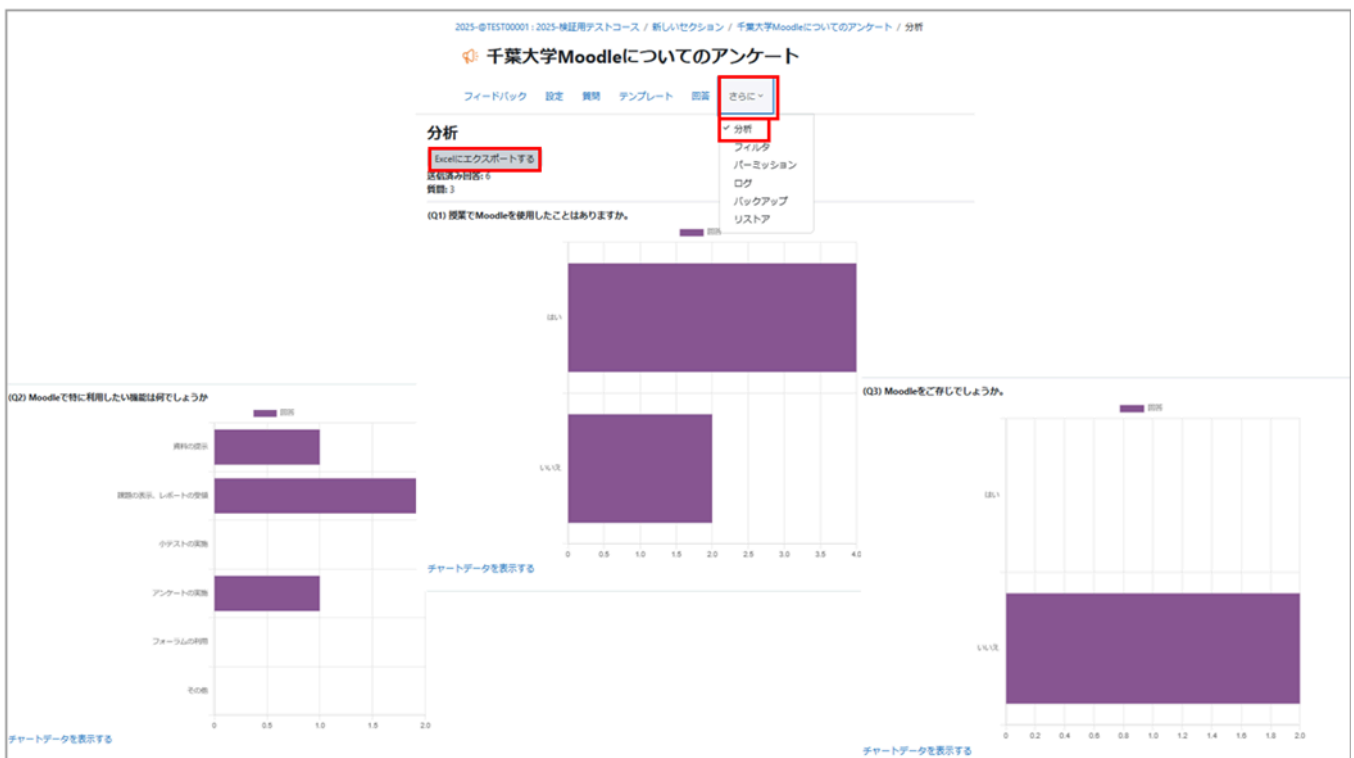 2025-@TEST00001 : 2025-検証用テストコース / 新しいセクション / 千葉大学Moodleについてのアンケート / 分析
千葉大学Moodleについてのアンケート
フィードバック 設定 質問 テンプレート 回答 さらに
分析
フィルタ
パーミッション
ログ
バックアップ
リストア
分析
Excelにエクスポートする
送信済み回答: 6
質問: 3
(Q1) 授業でMoodleを使用したことはありますか。
回答
はい
いいえ
0 0.5 1.0 1.5 2.0 2.5 3.0 3.5 4.0
チャートデータを表示する
(Q2) Moodleで特に利用したい機能は何でしょうか
回答
資料の提示
課題の表示、レポートの受領
小テストの実施
アンケートの実施
フォーラムの利用
その他
0 0.5 1.0 1.5 2.0
チャートデータを表示する
(Q3) Moodleをご存じでしょうか。
回答
はい
いいえ
0 0.2 0.4 0.6 0.8 1.0 1.2 1.4 1.6 1.8 2.0
チャートデータを表示する